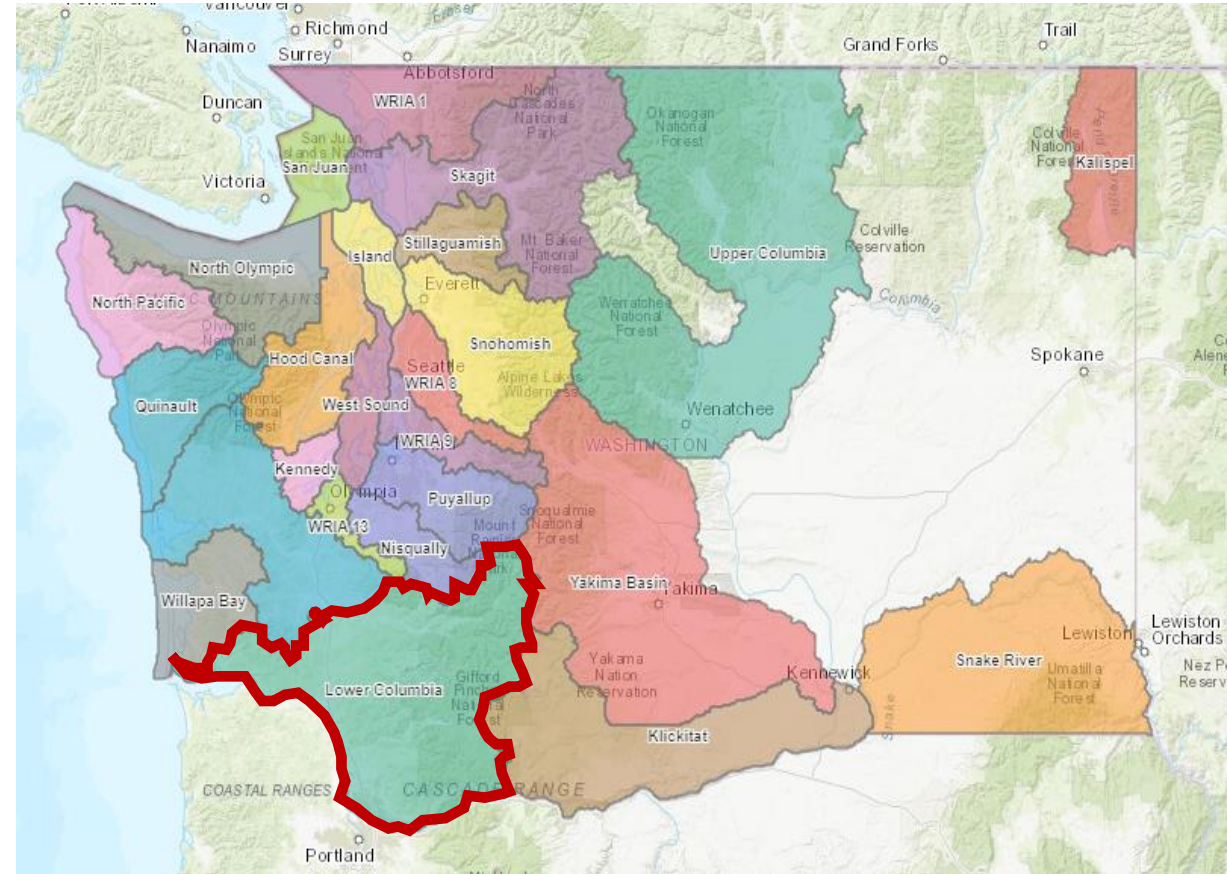 Vancouver
Richmond
Nanaimo
Surrey
Fraser
Grand Forks
Trail
Abbotsford
WRIA 1
North
Cascades
National
Park
Okanogan
National
Forest
Duncan
San Juan
Islands National
San Juan
Colville
National
Forest
Kalispel
Skagit
Victoria
Stillaguamish
Mt. Baker
National
Forest
Island
Upper Columbia
Colville
Reservation
North Olympic
Everett
Columbia
North Pacific
MOUNTAINS
Olympic
National
Park
Wenatchee
National
Forest
Snohomish
Hood Canal
Seattle
WRIA 8
Alpine Lakes
Wilderness
Spokane
Quinault
Olympic
National
Forest
West Sound
Wenatchee
WRIA 9
WASHINGTON
Kennedy
Olympia
Puyallup
WRIA 13
Snoqualmie
National
Forest
Mount
Nisqually
Yakima Basin
Yakima
Willapa Bay
Lewiston
Lewiston
Orchards
Yakama
Nation
Reservation
Kennewick
Snake River
Umatilla
National
Forest
Lower Columbia
Gifford
Pinchot
National
Forest
Snake
Klickitat
COASTAL RANGES
CASCADE RANGE
Portland